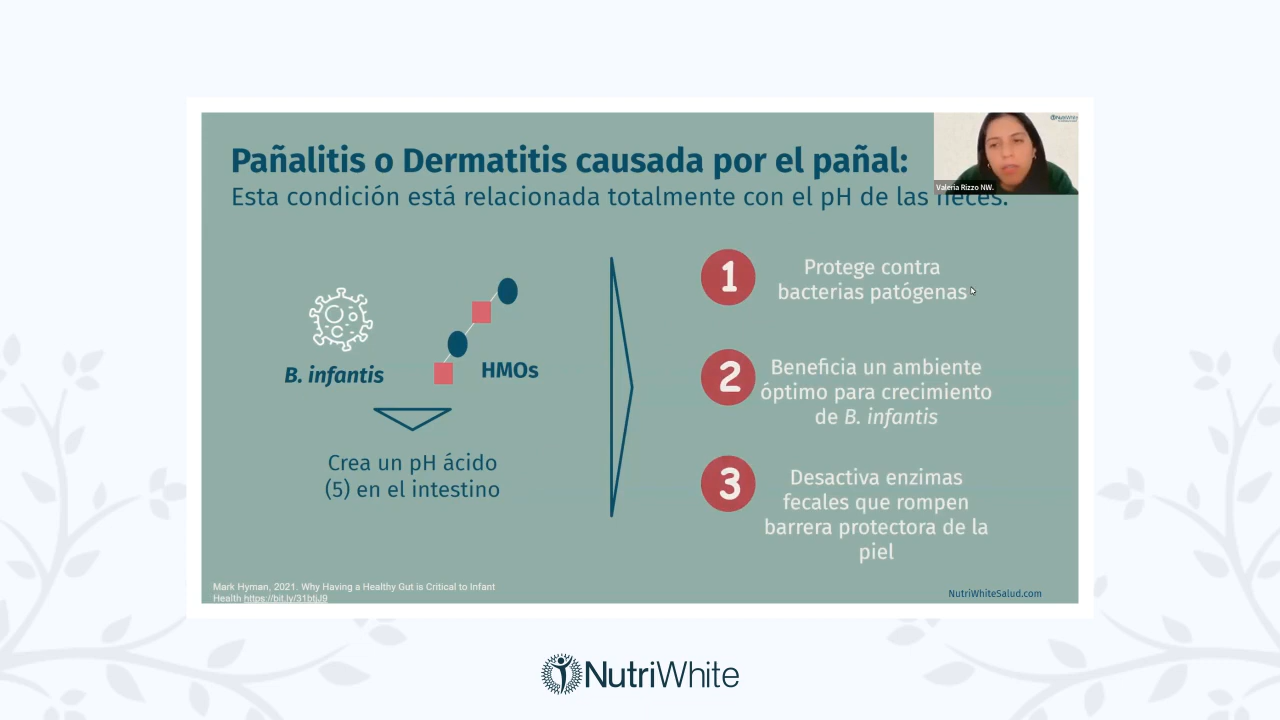 Pañalitis o Dermatitis causada por el pañal:
Esta condición está relacionada totalmente con el pH de las heces.
NutriWhite
Valeria Rizzo NW.
B. infantis
HMOs
Crea un pH ácido
(5) en el intestino
1
Protege contra
bacterias patógenas
2
Beneficia un ambiente
óptimo para crecimiento
de B. infantis
3
Desactiva enzimas
fecales que rompen
barrera protectora de la
piel
Mark Hyman, 2021. Why Having a Healthy Gut is Critical to Infant
Health https://bit.ly/31btjJ9
NutriWhiteSalud.com
NutriWhite